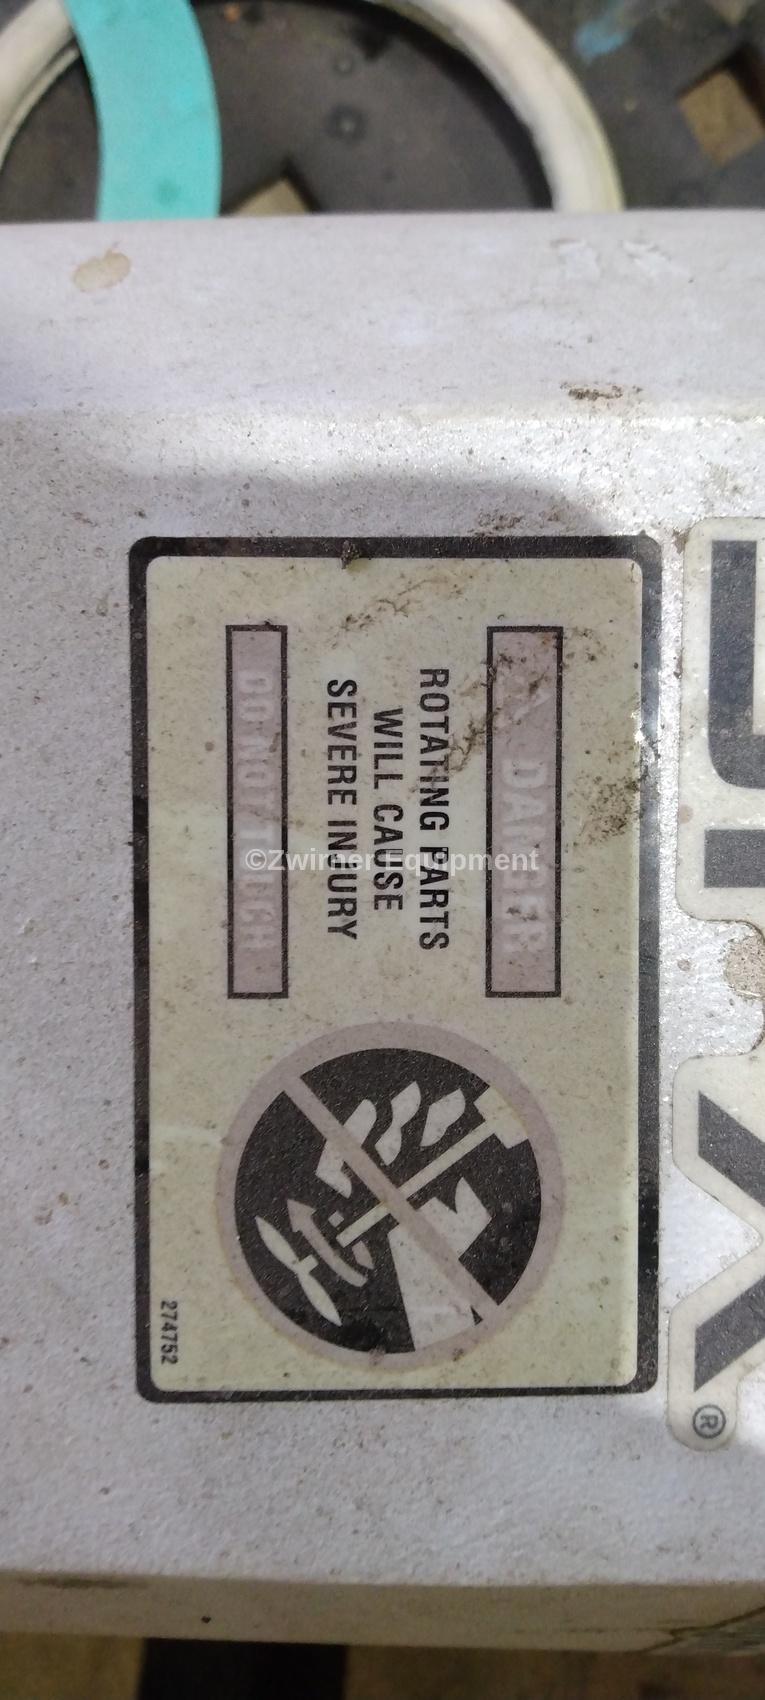 DANGER
ROTATING PARTS
WILL CAUSE
SEVERE INJURY
DO NOT TOUCH
274752
®
©Zwirner Equipment